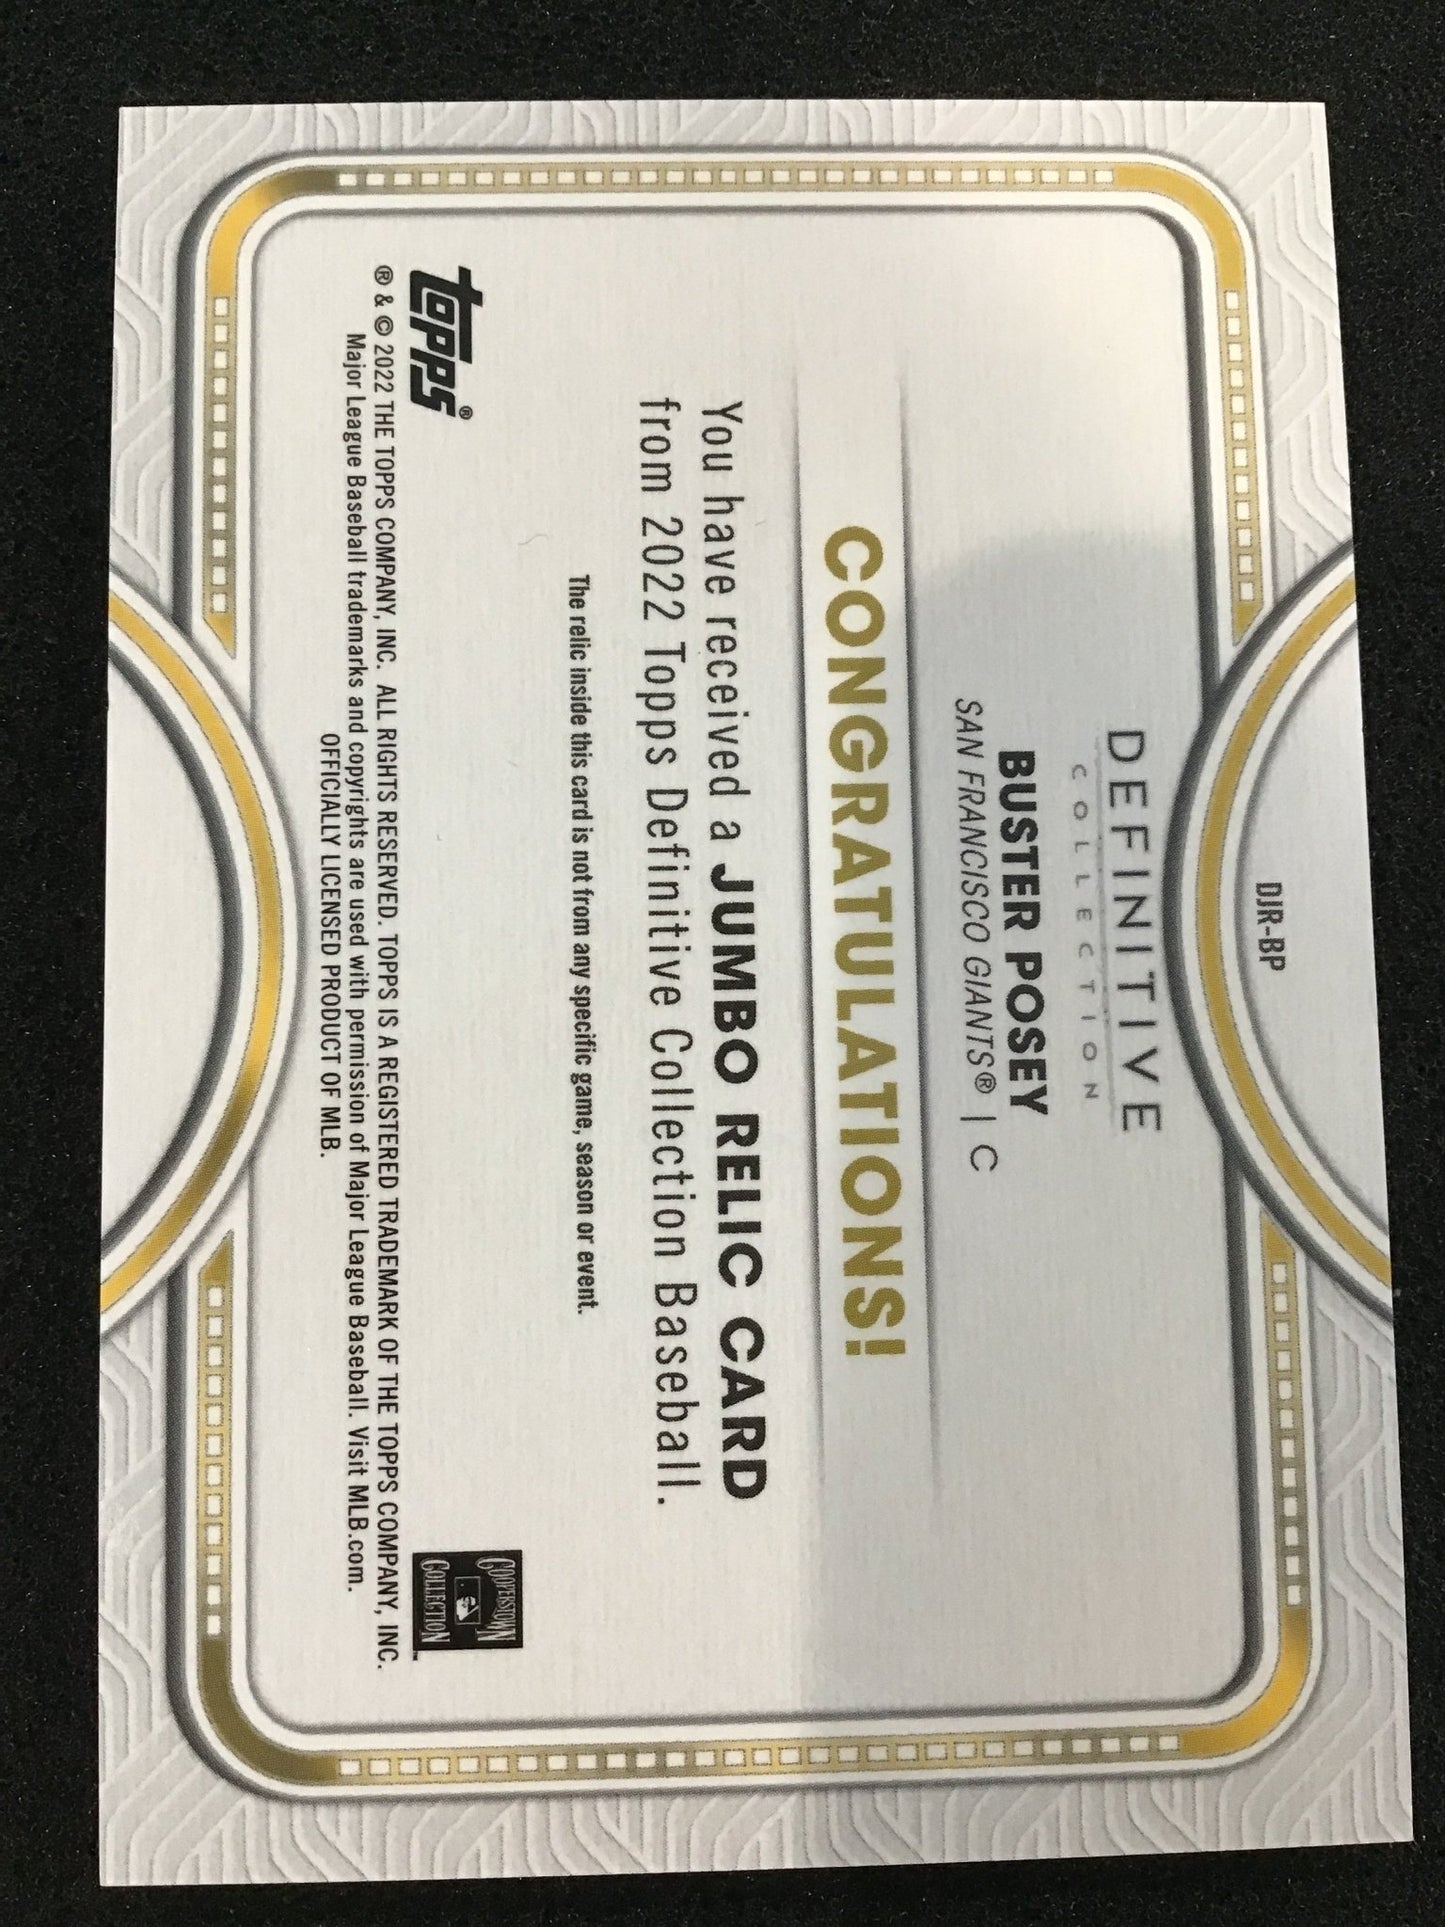 DJR-BP
DEFINITIVE
COLLECTION
BUSTER POSEY
SAN FRANCISCO GIANTS® | C
CONGRATULATIONS!
You have received a JUMBO RELIC CARD
from 2022 Topps Definitive Collection Baseball.
The relic inside this card is not from any specific game, season or event.
topps®
COOPERSTOWN
COLLECTION™
® & © 2022 THE TOPPS COMPANY, INC. ALL RIGHTS RESERVED. TOPPS IS A REGISTERED TRADEMARK OF THE TOPPS COMPANY, INC.
Major League Baseball trademarks and copyrights are used with permission of Major League Baseball. Visit MLB.com.
OFFICIALLY LICENSED PRODUCT OF MLB.